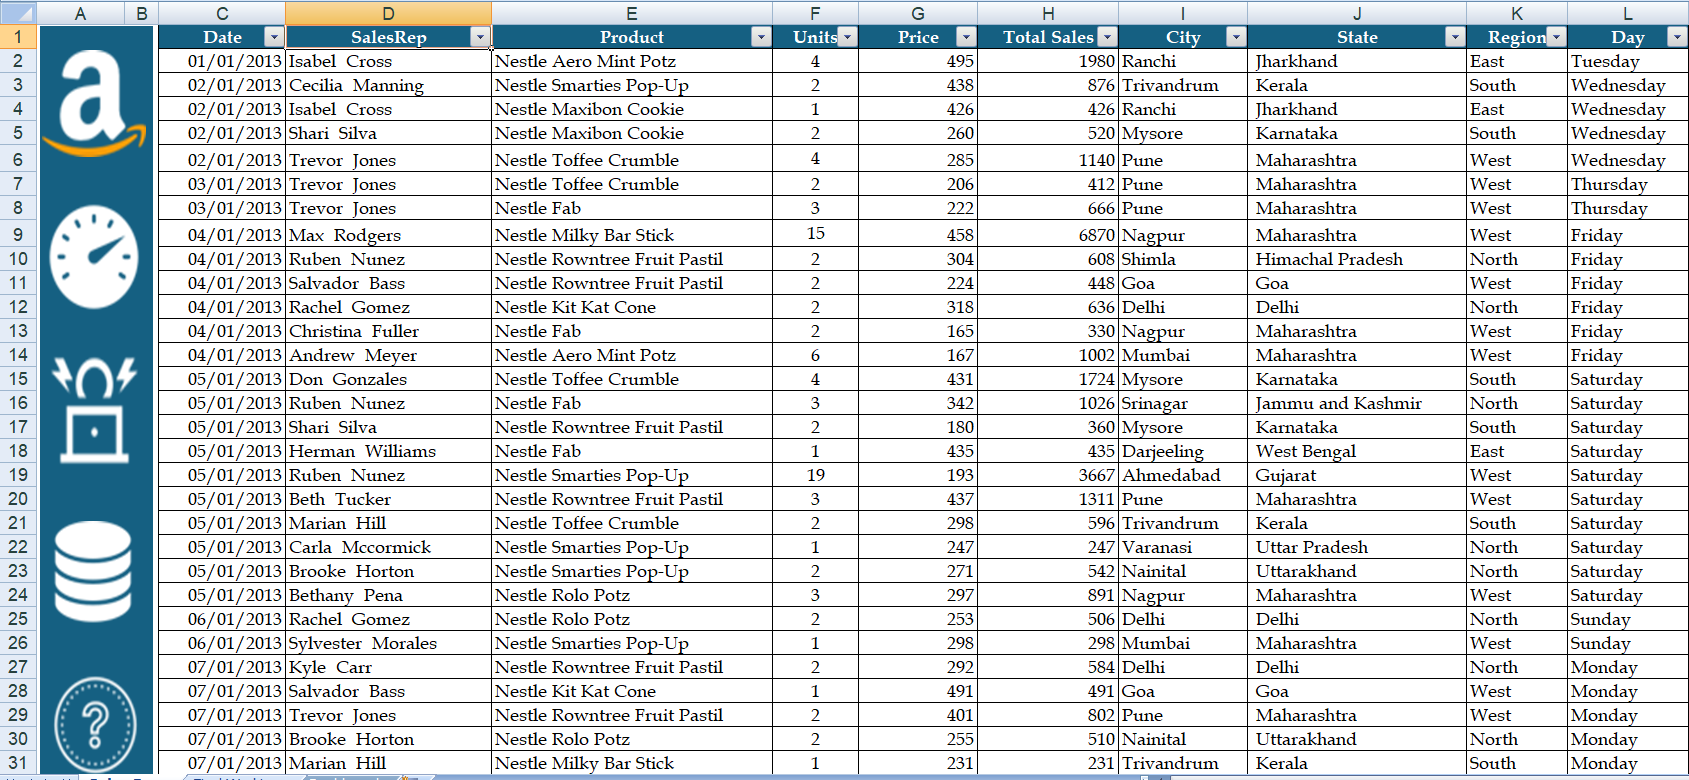 A B C D E F G H I J K L
1 Date SalesRep Product Units Price Total Sales City State Region Day
2 01/01/2013 Isabel Cross Nestle Aero Mint Potz 4 495 1980 Ranchi Jharkhand East Tuesday
3 02/01/2013 Cecilia Manning Nestle Smarties Pop-Up 2 438 876 Trivandrum Kerala South Wednesday
4 02/01/2013 Isabel Cross Nestle Maxibon Cookie 1 426 426 Ranchi Jharkhand East Wednesday
5 02/01/2013 Shari Silva Nestle Maxibon Cookie 2 260 520 Mysore Karnataka South Wednesday
6 02/01/2013 Trevor Jones Nestle Toffee Crumble 4 285 1140 Pune Maharashtra West Wednesday
7 03/01/2013 Trevor Jones Nestle Toffee Crumble 2 206 412 Pune Maharashtra West Thursday
8 03/01/2013 Trevor Jones Nestle Fab 3 222 666 Pune Maharashtra West Thursday
9 04/01/2013 Max Rodgers Nestle Milky Bar Stick 15 458 6870 Nagpur Maharashtra West Friday
10 04/01/2013 Ruben Nunez Nestle Rowntree Fruit Pastil 2 304 608 Shimla Himachal Pradesh North Friday
11 04/01/2013 Salvador Bass Nestle Rowntree Fruit Pastil 2 224 448 Goa Goa West Friday
12 04/01/2013 Rachel Gomez Nestle Kit Kat Cone 2 318 636 Delhi Delhi North Friday
13 04/01/2013 Christina Fuller Nestle Fab 2 165 330 Nagpur Maharashtra West Friday
14 04/01/2013 Andrew Meyer Nestle Aero Mint Potz 6 167 1002 Mumbai Maharashtra West Friday
15 05/01/2013 Don Gonzales Nestle Toffee Crumble 4 431 1724 Mysore Karnataka South Saturday
16 05/01/2013 Ruben Nunez Nestle Fab 3 342 1026 Srinagar Jammu and Kashmir North Saturday
17 05/01/2013 Shari Silva Nestle Rowntree Fruit Pastil 2 180 360 Mysore Karnataka South Saturday
18 05/01/2013 Herman Williams Nestle Fab 1 435 435 Darjeeling West Bengal East Saturday
19 05/01/2013 Ruben Nunez Nestle Smarties Pop-Up 19 193 3667 Ahmedabad Gujarat West Saturday
20 05/01/2013 Beth Tucker Nestle Rowntree Fruit Pastil 3 437 1311 Pune Maharashtra West Saturday
21 05/01/2013 Marian Hill Nestle Toffee Crumble 2 298 596 Trivandrum Kerala South Saturday
22 05/01/2013 Carla Mccormick Nestle Smarties Pop-Up 1 247 247 Varanasi Uttar Pradesh North Saturday
23 05/01/2013 Brooke Horton Nestle Smarties Pop-Up 2 271 542 Nainital Uttarakhand North Saturday
24 05/01/2013 Bethany Pena Nestle Rolo Potz 3 297 891 Nagpur Maharashtra West Saturday
25 06/01/2013 Rachel Gomez Nestle Rolo Potz 2 253 506 Delhi Delhi North Sunday
26 06/01/2013 Sylvester Morales Nestle Smarties Pop-Up 1 298 298 Mumbai Maharashtra West Sunday
27 07/01/2013 Kyle Carr Nestle Rowntree Fruit Pastil 2 292 584 Delhi Delhi North Monday
28 07/01/2013 Salvador Bass Nestle Kit Kat Cone 1 491 491 Goa Goa West Monday
29 07/01/2013 Trevor Jones Nestle Rowntree Fruit Pastil 2 401 802 Pune Maharashtra West Monday
30 07/01/2013 Brooke Horton Nestle Rolo Potz 2 255 510 Nainital Uttarakhand North Monday
31 07/01/2013 Marian Hill Nestle Milky Bar Stick 1 231 231 Trivandrum Kerala South Monday